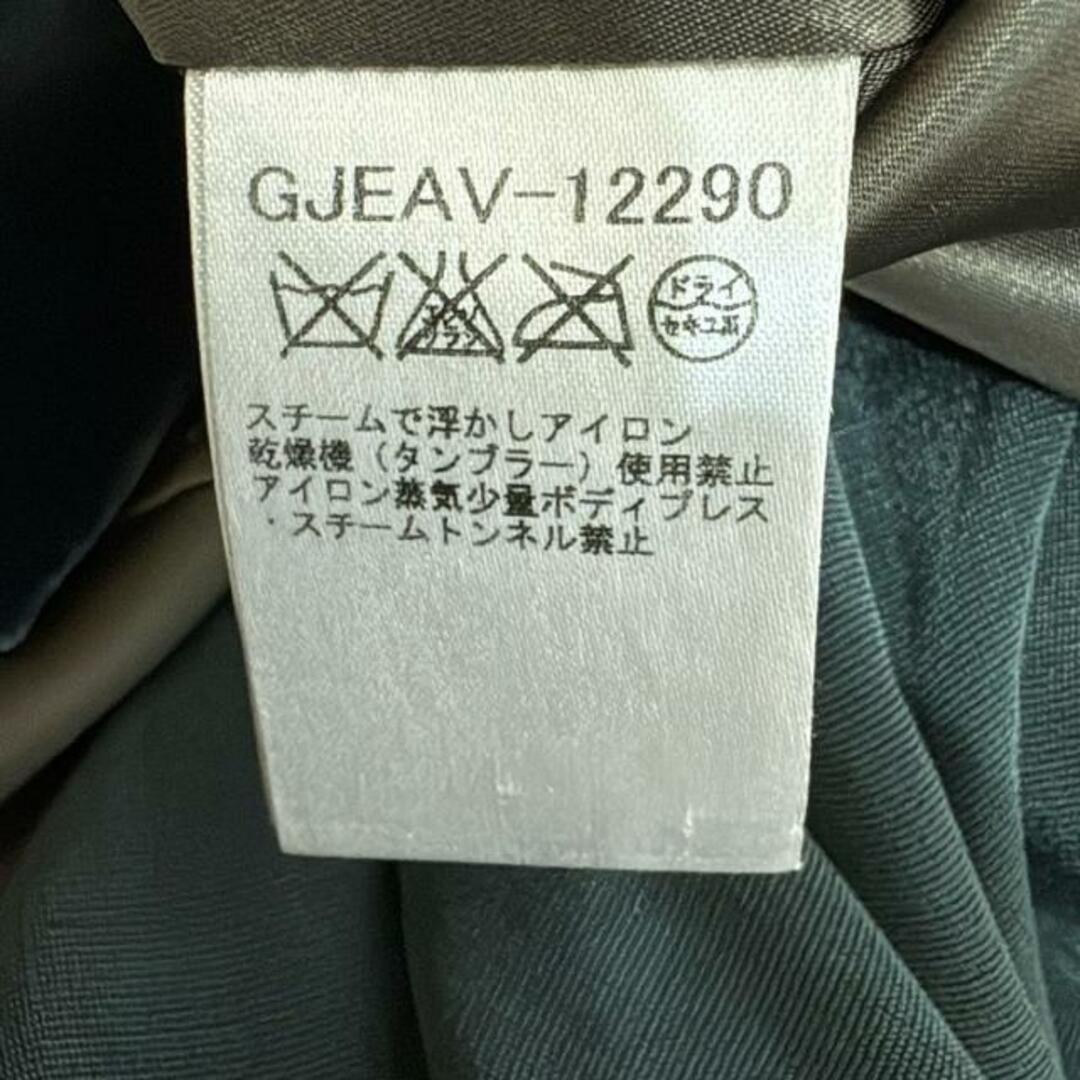 GJEAV-12290
エンソ
サラシ
ドライ
セキユ系
スチームで浮かしアイロン
乾燥機（タンブラー）使用禁止
アイロン蒸気少量ボディプレス
・スチームトンネル禁止